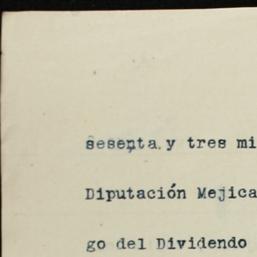 sesenta y tres mi
Diputación Mejica
go del Dividendo